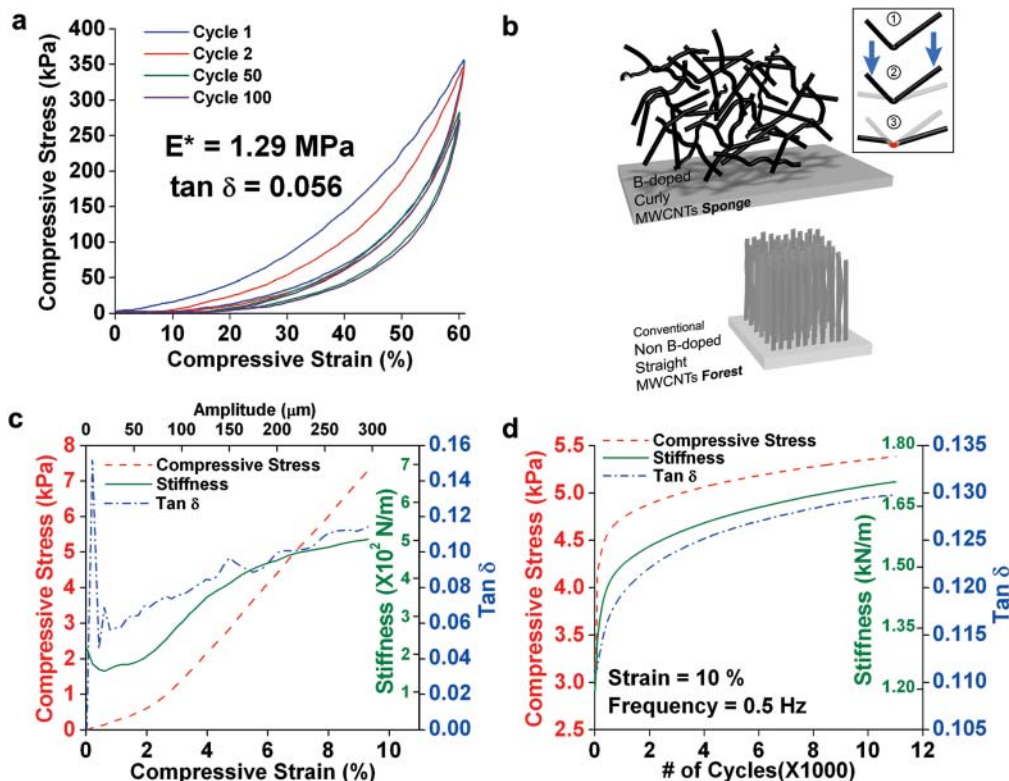 a
400
350
300
250
200
150
100
50
0
Compressive Stress (kPa)
Cycle 1
Cycle 2
Cycle 50
Cycle 100
E* = 1.29 MPa
tan δ = 0.056
0 10 20 30 40 50 60
Compressive Strain (%)
b
①
②
③
B-doped
Curly
MWCNTs Sponge
Conventional
Non B-doped
Straight
MWCNTs Forest
c
Amplitude (μm)
0 50 100 150 200 250 300
8
7
6
5
4
3
2
1
0
Compressive Stress (kPa)
Compressive Stress
Stiffness
Tan δ
7
6
5
4
3
2
1
Stiffness (X10² N/m)
0.16
0.14
0.12
0.10
0.08
0.06
0.04
0.02
0.00
Tan δ
0 2 4 6 8 10
Compressive Strain (%)
d
5.5
5.0
4.5
4.0
3.5
3.0
2.5
Compressive Stress (kPa)
Compressive Stress
Stiffness
Tan δ
Strain = 10 %
Frequency = 0.5 Hz
1.80
1.65
1.50
1.35
1.20
Stiffness (kN/m)
0.135
0.130
0.125
0.120
0.115
0.110
0.105
Tan δ
0 2 4 6 8 10 12
# of Cycles(X1000)